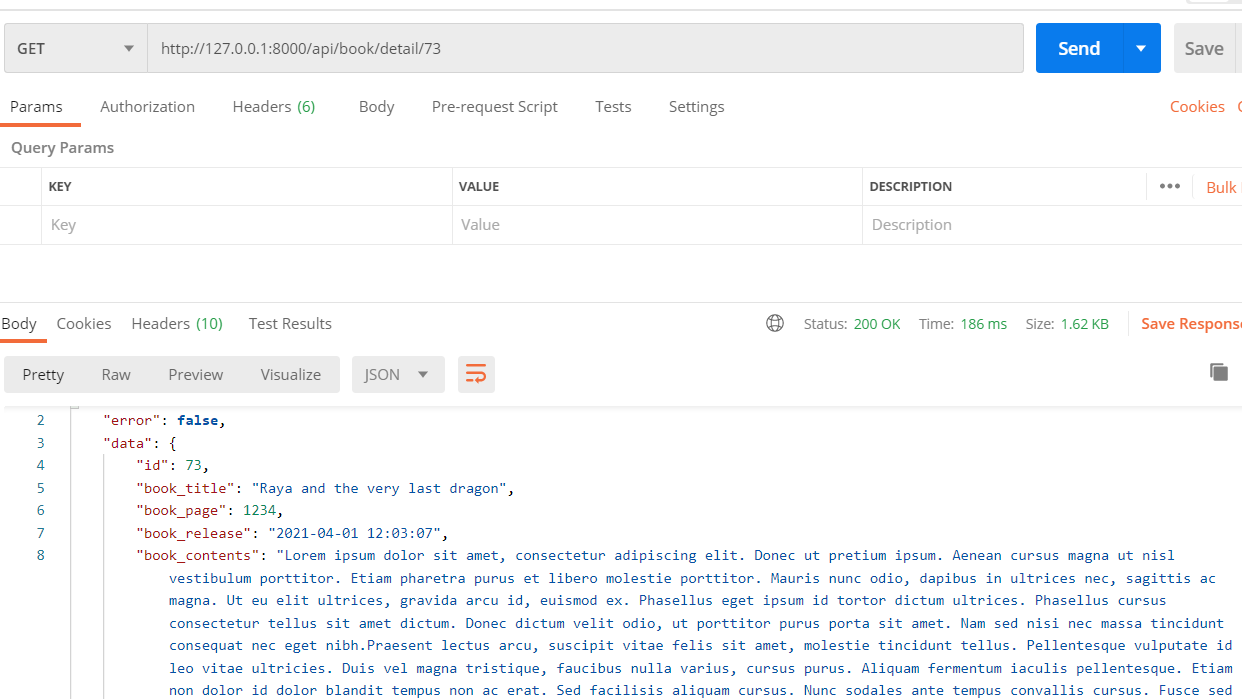 GET http://127.0.0.1:8000/api/book/detail/73 Send Save
Params Authorization Headers (6) Body Pre-request Script Tests Settings Cookies
Query Params
KEY VALUE DESCRIPTION ••• Bulk
Key Value Description
Body Cookies Headers (10) Test Results Status: 200 OK Time: 186 ms Size: 1.62 KB Save Response
Pretty Raw Preview Visualize JSON
2 "error": false,
3 "data": {
4 "id": 73,
5 "book_title": "Raya and the very last dragon",
6 "book_page": 1234,
7 "book_release": "2021-04-01 12:03:07",
8 "book_contents": "Lorem ipsum dolor sit amet, consectetur adipiscing elit. Donec ut pretium ipsum. Aenean cursus magna ut nisl
vestibulum porttitor. Etiam pharetra purus et libero molestie porttitor. Mauris nunc odio, dapibus in ultrices nec, sagittis ac
magna. Ut eu elit ultrices, gravida arcu id, euismod ex. Phasellus eget ipsum id tortor dictum ultrices. Phasellus cursus
consectetur tellus sit amet dictum. Donec dictum velit odio, ut porttitor purus porta sit amet. Nam sed nisi nec massa tincidunt
consequat nec eget nibh.Praesent lectus arcu, suscipit vitae felis sit amet, molestie tincidunt tellus. Pellentesque vulputate id
leo vitae ultricies. Duis vel magna tristique, faucibus nulla varius, cursus purus. Aliquam fermentum iaculis pellentesque. Etiam
non dolor id dolor blandit tempus non ac erat. Sed facilisis aliquam cursus. Nunc sodales ante tempus convallis cursus. Fusce sed